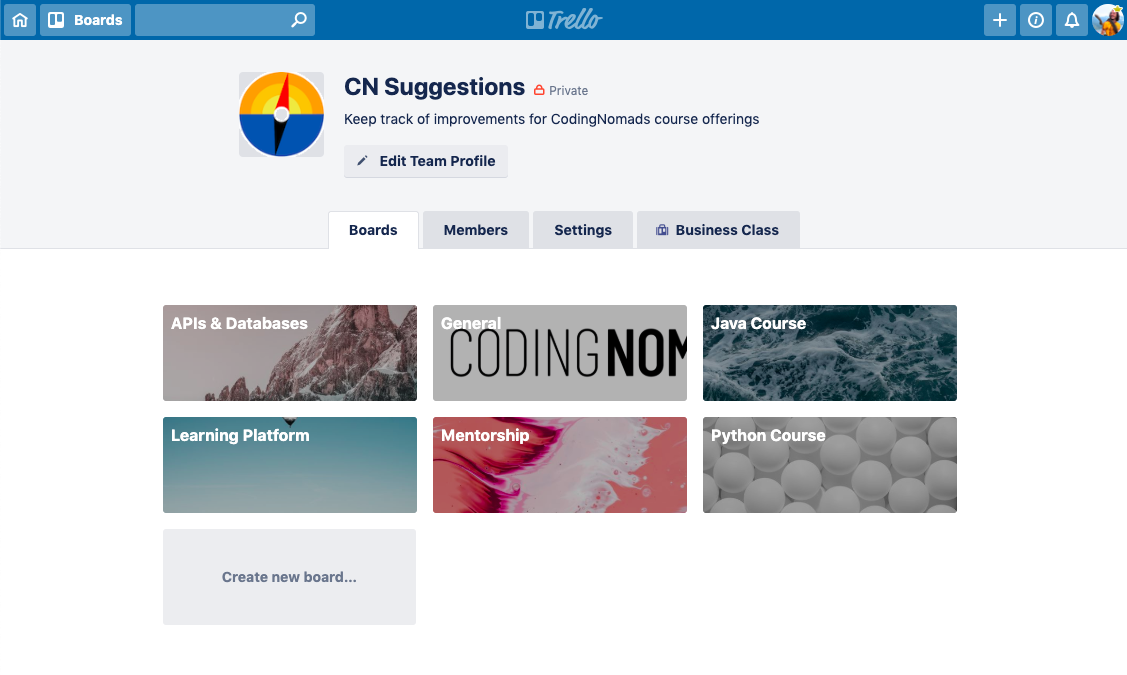 Boards
Trello
CN Suggestions Private
Keep track of improvements for CodingNomads course offerings
Edit Team Profile
Boards Members Settings Business Class
APIs & Databases
General
CODINGNOM
Java Course
Learning Platform
Mentorship
Python Course
Create new board...